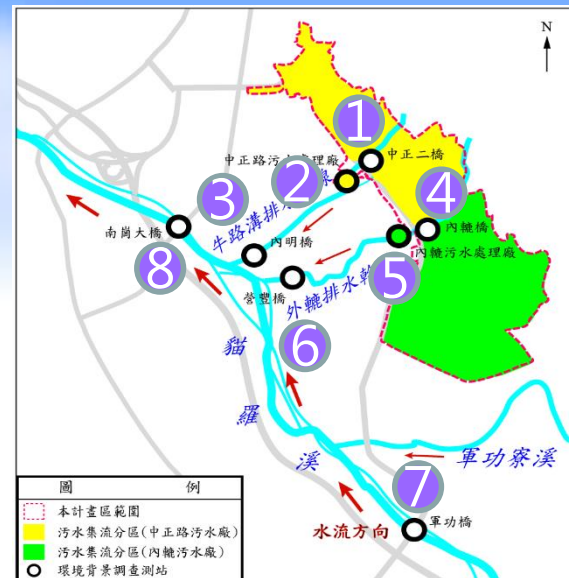 N
1
中正二橋
中正路污水處理廠
2
3
4
內轆橋
牛路溝排水
南崗大橋
內明橋
內轆污水處理廠
5
8
營豐橋
外轆排水幹
6
貓
羅
溪
軍功寮溪
7
圖 例
本計畫區範圍
污水集流分區(中正路污水廠)
污水集流分區(內轆污水廠)
環境背景調查測站
水流方向
軍功橋